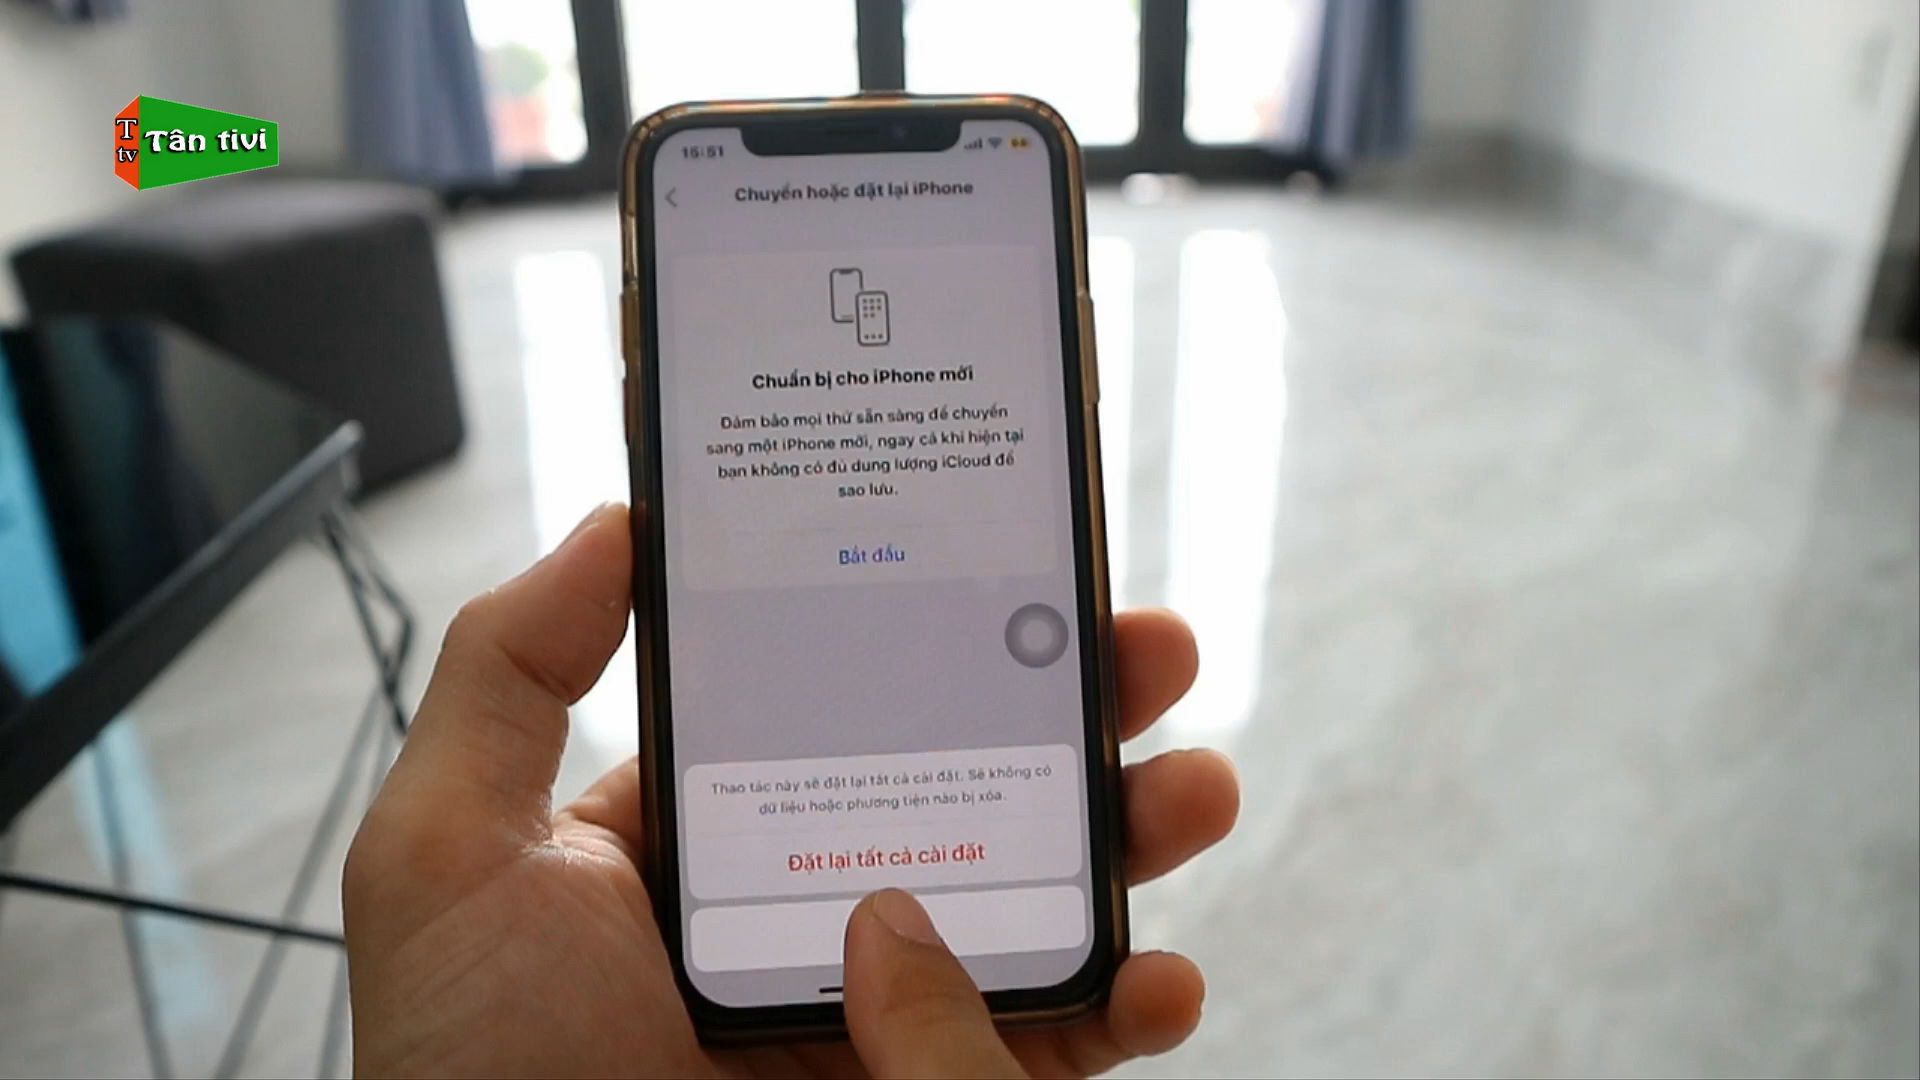 T
tv
Tân tivi
15:51
Chuyển hoặc đặt lại iPhone
Chuẩn bị cho iPhone mới
Đảm bảo mọi thứ sẵn sàng để chuyển
sang một iPhone mới, ngay cả khi hiện tại
bạn không có đủ dung lượng iCloud để
sao lưu.
Bắt đầu
Thao tác này sẽ đặt lại tất cả cài đặt. Sẽ không có
dữ liệu hoặc phương tiện nào bị xóa.
Đặt lại tất cả cài đặt